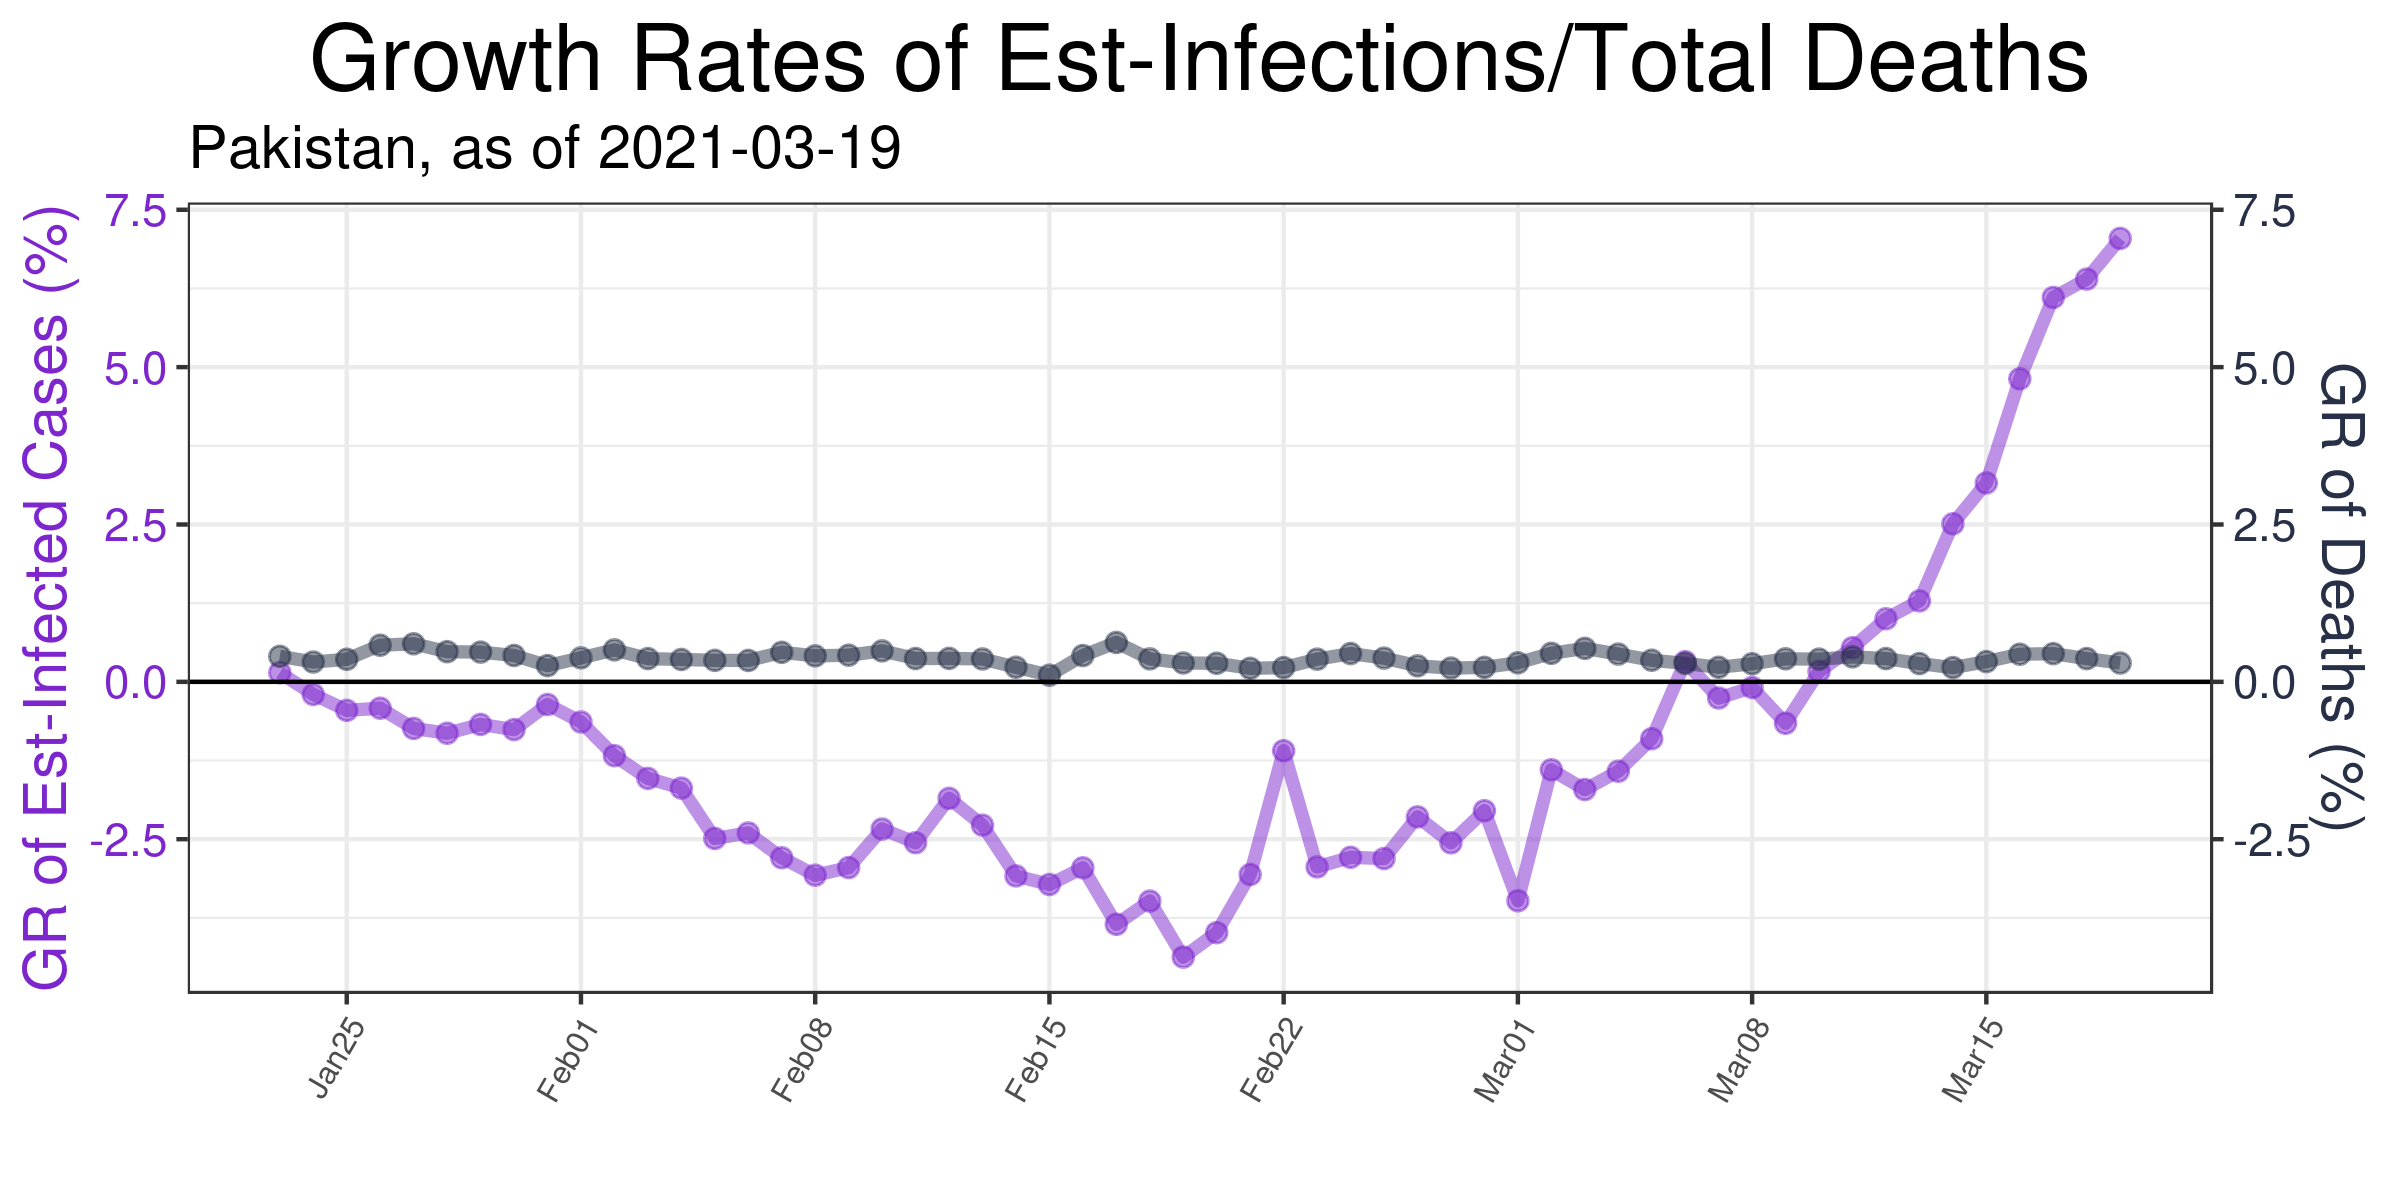 Growth Rates of Est-Infections/Total Deaths
Pakistan, as of 2021-03-19
GR of Est-Infected Cases (%)
7.5
5.0
2.5
0.0
-2.5
7.5
5.0
2.5
0.0
-2.5
GR of Deaths (%)
Jan25
Feb01
Feb08
Feb15
Feb22
Mar01
Mar08
Mar15